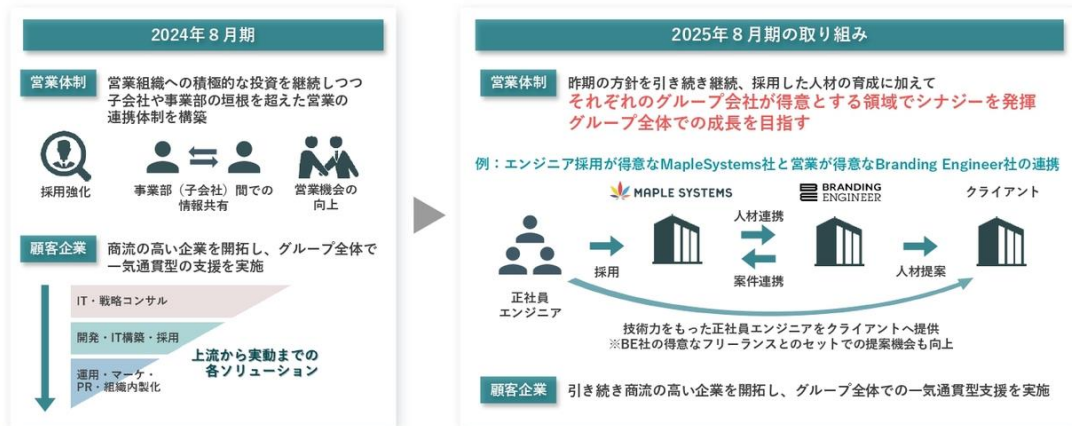 2024年8月期
営業体制
営業組織への積極的な投資を継続しつつ
子会社や事業部の垣根を超えた営業の
連携体制を構築
採用強化
事業部（子会社）間での
情報共有
営業機会の
向上
顧客企業
商流の高い企業を開拓し、グループ全体で
一気通貫型の支援を実施
IT・戦略コンサル
開発・IT構築・採用
運用・マーケ・
PR・組織内製化
上流から実動までの
各ソリューション
2025年8月期の取り組み
営業体制
昨期の方針を引き続き継続、採用した人材の育成に加えて
それぞれのグループ会社が得意とする領域でシナジーを発揮
グループ全体での成長を目指す
例：エンジニア採用が得意なMapleSystems社と営業が得意なBranding Engineer社の連携
MAPLE SYSTEMS
BRANDING
ENGINEER
クライアント
正社員
エンジニア
採用
人材連携
案件連携
人材提案
技術力をもった正社員エンジニアをクライアントへ提供
※BE社の得意なフリーランスとのセットでの提案機会も向上
顧客企業
引き続き商流の高い企業を開拓し、グループ全体での一気通貫型支援を実施